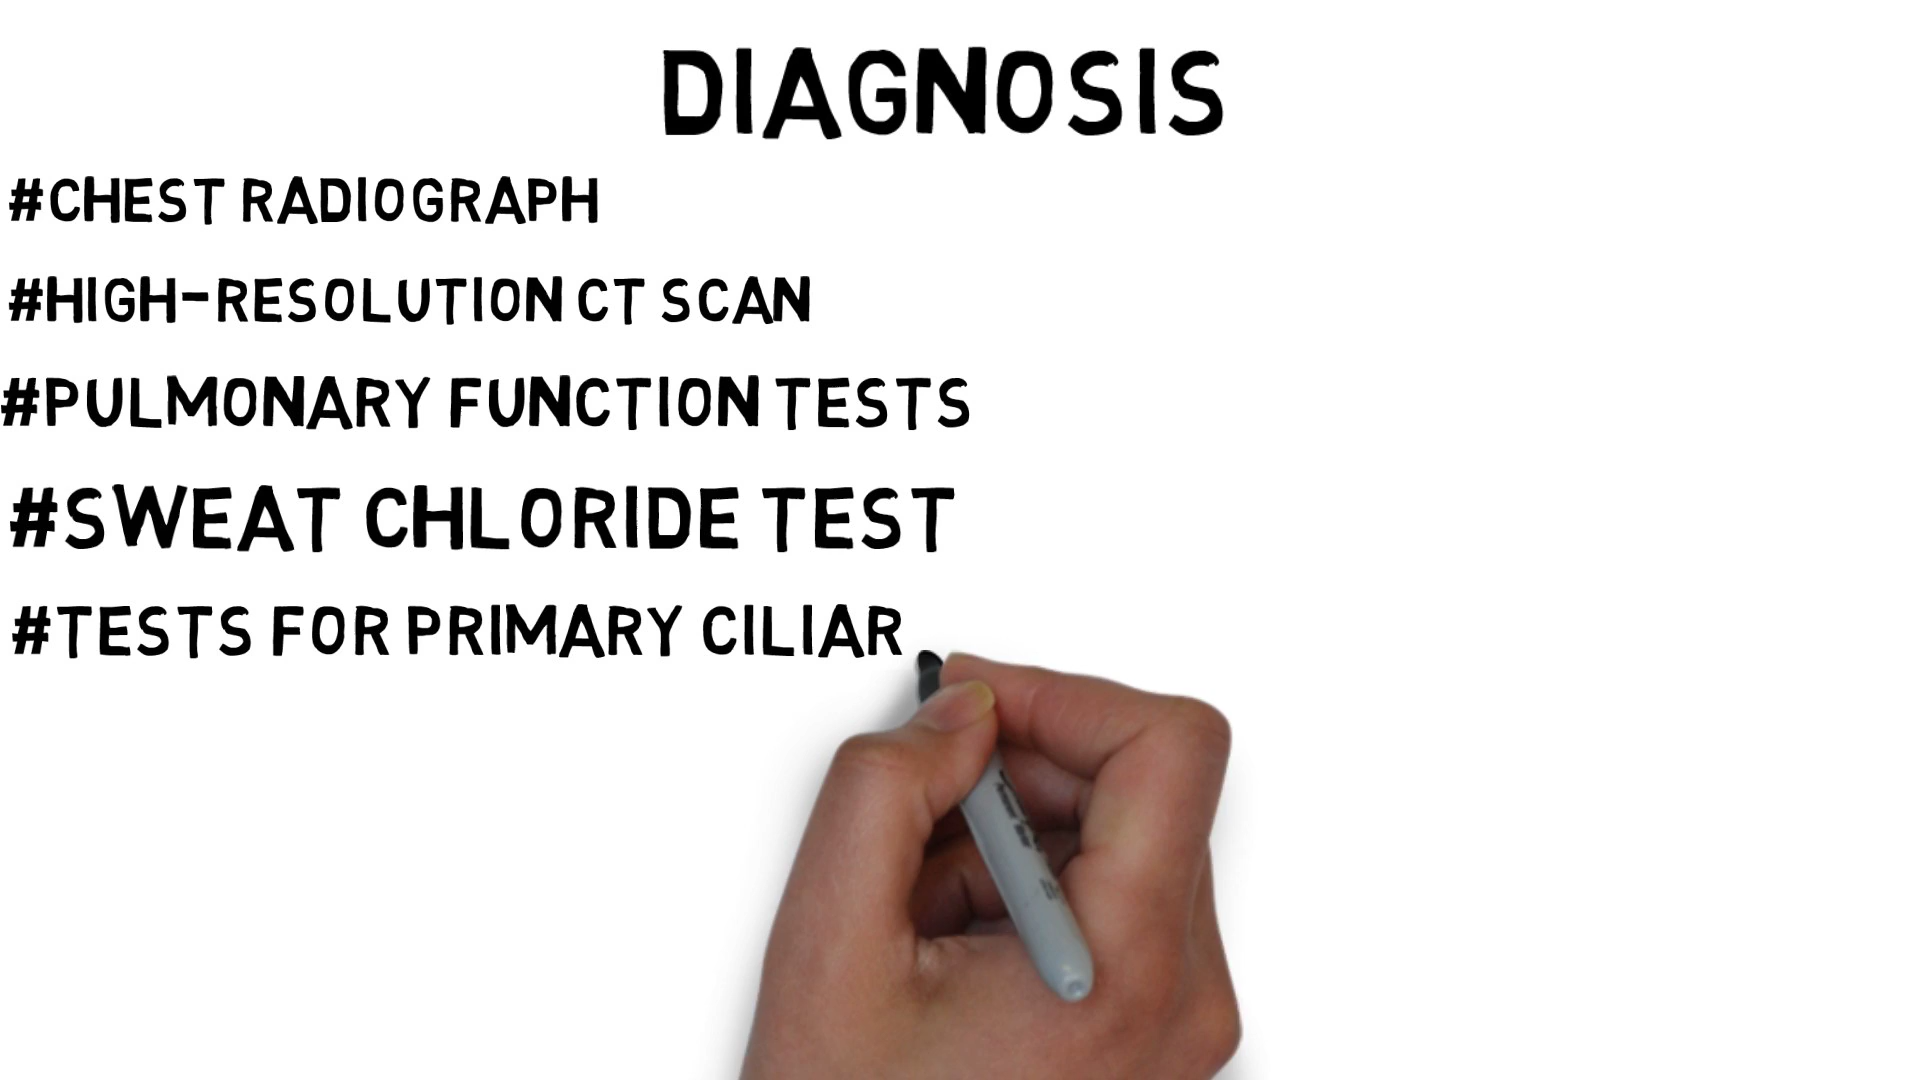 DIAGNOSIS
#CHEST RADIOGRAPH
#HIGH-RESOLUTION CT SCAN
#PULMONARY FUNCTION TESTS
#SWEAT CHLORIDE TEST
#TESTS FOR PRIMARY CILIAR